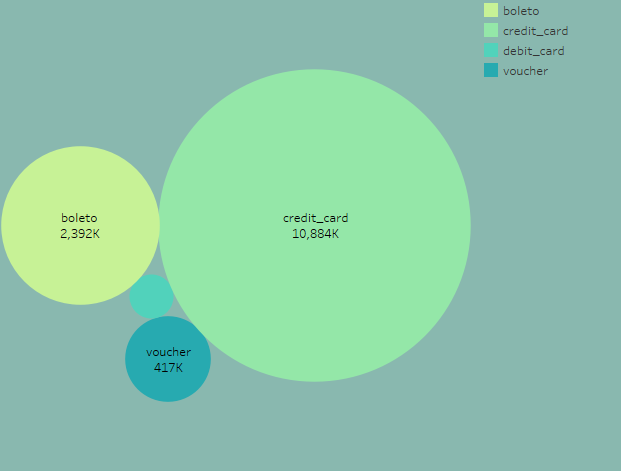 boleto
credit_card
debit_card
voucher
boleto
2,392K
credit_card
10,884K
voucher
417K